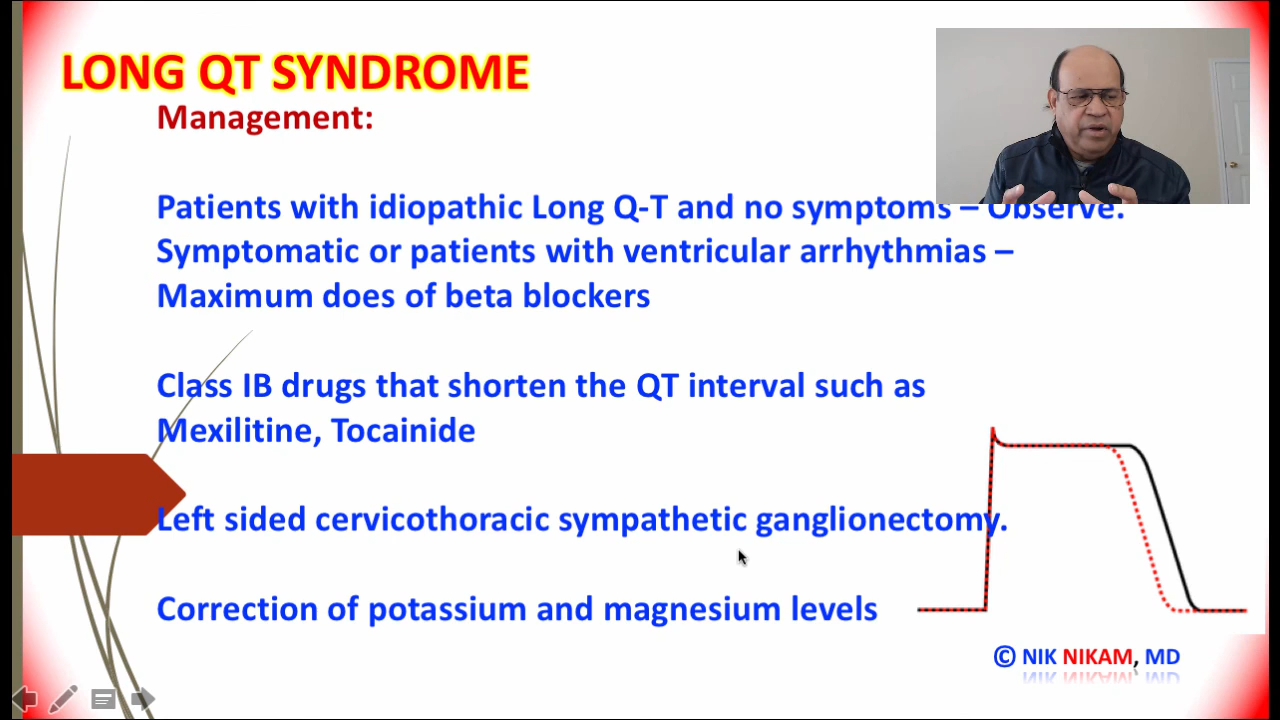 LONG QT SYNDROME
Management:
Patients with idiopathic Long Q-T and no symptoms – Observe.
Symptomatic or patients with ventricular arrhythmias –
Maximum does of beta blockers
Class IB drugs that shorten the QT interval such as
Mexilitine, Tocainide
Left sided cervicothoracic sympathetic ganglionectomy.
Correction of potassium and magnesium levels
© NIK NIKAM, MD